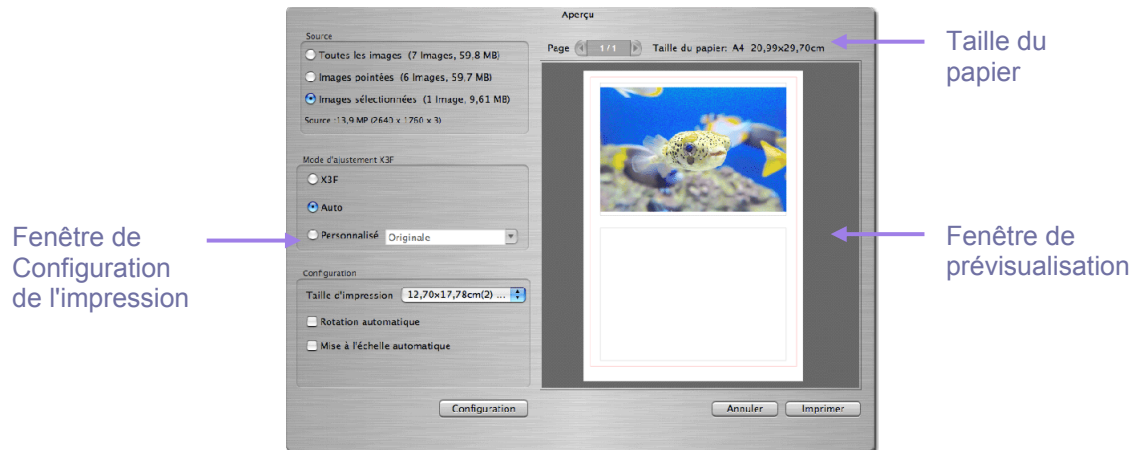 Aperçu
Source
Toutes les images (7 Images, 59,8 MB)
Images pointées (6 Images, 59,7 MB)
Images sélectionnées (1 Image, 9,61 MB)
Source :13,9 MP (2640 x 1760 x 3)
Mode d'ajustement X3F
X3F
Auto
Personnalisé Originale
Configuration
Taille d'impression 12,70x17,78cm(2) ...
Rotation automatique
Mise à l'échelle automatique
Configuration
Page 1/1 Taille du papier: A4 20,99x29,70cm
Annuler Imprimer
Fenêtre de
Configuration
de l'impression
Taille du
papier
Fenêtre de
prévisualisation